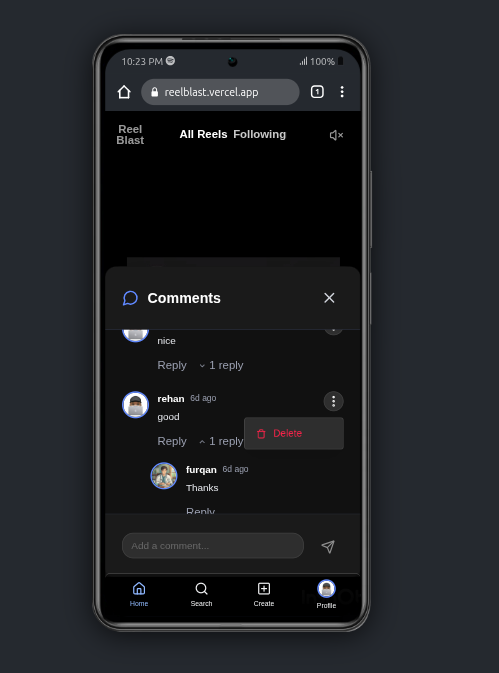 10:23 PM
100%
reelblast.vercel.app
1
Reel
Blast
All Reels Following
Comments
nice
Reply 1 reply
rehan 6d ago
good
Delete
Reply 1 reply
furqan 6d ago
Thanks
Reply
Add a comment...
Home Search Create Profile